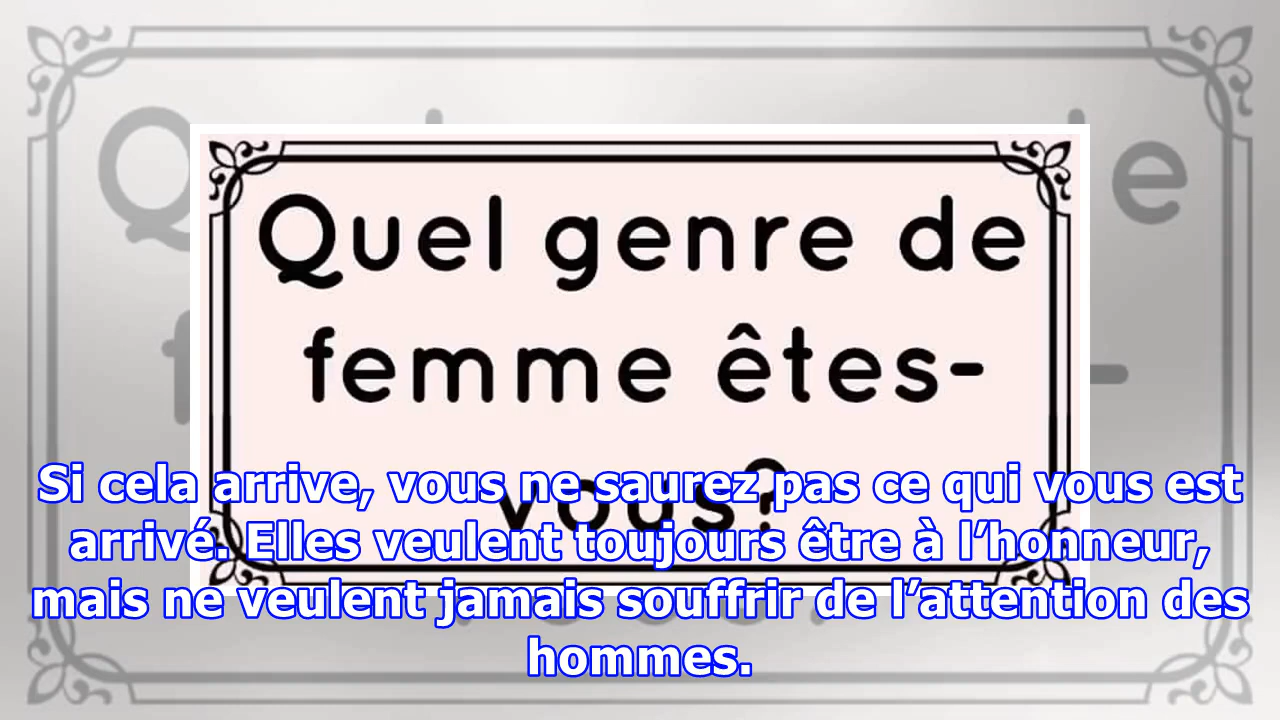 Quel genre de
femme êtes-
vous?
Si cela arrive, vous ne saurez pas ce qui vous est
arrivé. Elles veulent toujours être à l’honneur,
mais ne veulent jamais souffrir de l’attention des
hommes.